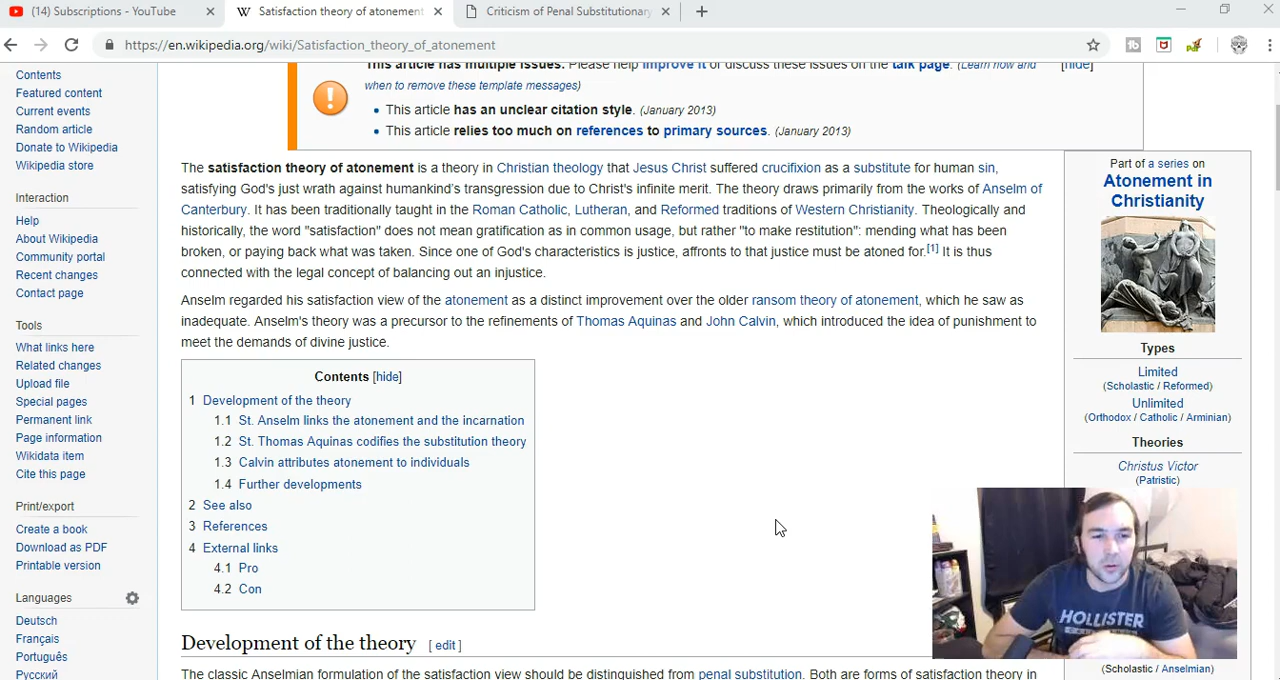 (14) Subscriptions - YouTube
Satisfaction theory of atonement
Criticism of Penal Substitutionary
https://en.wikipedia.org/wiki/Satisfaction_theory_of_atonement
Contents
Featured content
Current events
Random article
Donate to Wikipedia
Wikipedia store
Interaction
Help
About Wikipedia
Community portal
Recent changes
Contact page
Tools
What links here
Related changes
Upload file
Special pages
Permanent link
Page information
Wikidata item
Cite this page
Print/export
Create a book
Download as PDF
Printable version
Languages
Deutsch
Français
Português
Русский
This article has multiple issues. Please help improve it or discuss these issues on the talk page. (Learn how and [hide]
when to remove these template messages)
• This article has an unclear citation style. (January 2013)
• This article relies too much on references to primary sources. (January 2013)
The satisfaction theory of atonement is a theory in Christian theology that Jesus Christ suffered crucifixion as a substitute for human sin,
satisfying God's just wrath against humankind's transgression due to Christ's infinite merit. The theory draws primarily from the works of Anselm of
Canterbury. It has been traditionally taught in the Roman Catholic, Lutheran, and Reformed traditions of Western Christianity. Theologically and
historically, the word "satisfaction" does not mean gratification as in common usage, but rather "to make restitution": mending what has been
broken, or paying back what was taken. Since one of God's characteristics is justice, affronts to that justice must be atoned for.[1] It is thus
connected with the legal concept of balancing out an injustice.
Anselm regarded his satisfaction view of the atonement as a distinct improvement over the older ransom theory of atonement, which he saw as
inadequate. Anselm's theory was a precursor to the refinements of Thomas Aquinas and John Calvin, which introduced the idea of punishment to
meet the demands of divine justice.
Contents [hide]
1 Development of the theory
1.1 St. Anselm links the atonement and the incarnation
1.2 St. Thomas Aquinas codifies the substitution theory
1.3 Calvin attributes atonement to individuals
1.4 Further developments
2 See also
3 References
4 External links
4.1 Pro
4.2 Con
Development of the theory [ edit ]
The classic Anselmian formulation of the satisfaction view should be distinguished from penal substitution. Both are forms of satisfaction theory in
Part of a series on
Atonement in
Christianity
Types
Limited
(Scholastic / Reformed)
Unlimited
(Orthodox / Catholic / Arminian)
Theories
Christus Victor
(Patristic)
HOLLISTER
(Scholastic / Anselmian)